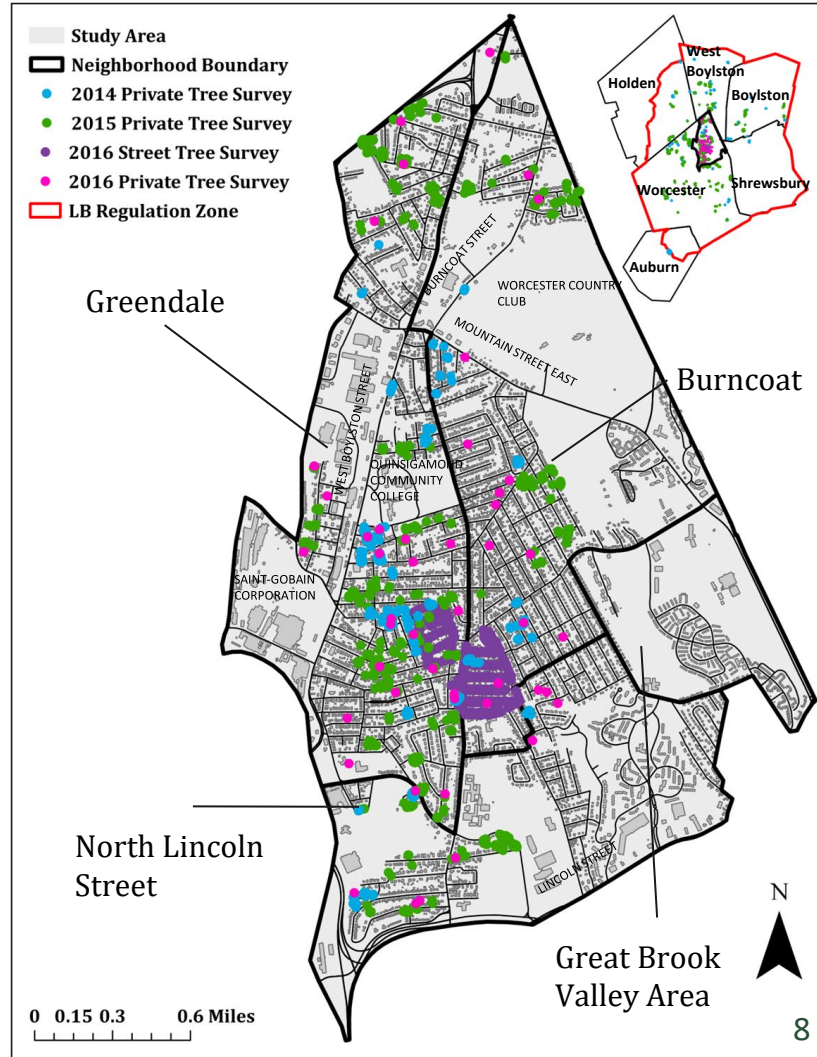 Study Area
Neighborhood Boundary
2014 Private Tree Survey
2015 Private Tree Survey
2016 Street Tree Survey
2016 Private Tree Survey
LB Regulation Zone
West
Boylston
Holden
Boylston
Worcester
Shrewsbury
Auburn
BURNCOAT STREET
WORCESTER COUNTRY
CLUB
Greendale
MOUNTAIN STREET EAST
Burncoat
WEST BOYLSTON STREET
QUINSIGAMOND
COMMUNITY
COLLEGE
SAINT-GOBAIN
CORPORATION
North Lincoln
Street
LINCOLN STREET
N
Great Brook
Valley Area
0 0.15 0.3 0.6 Miles
8